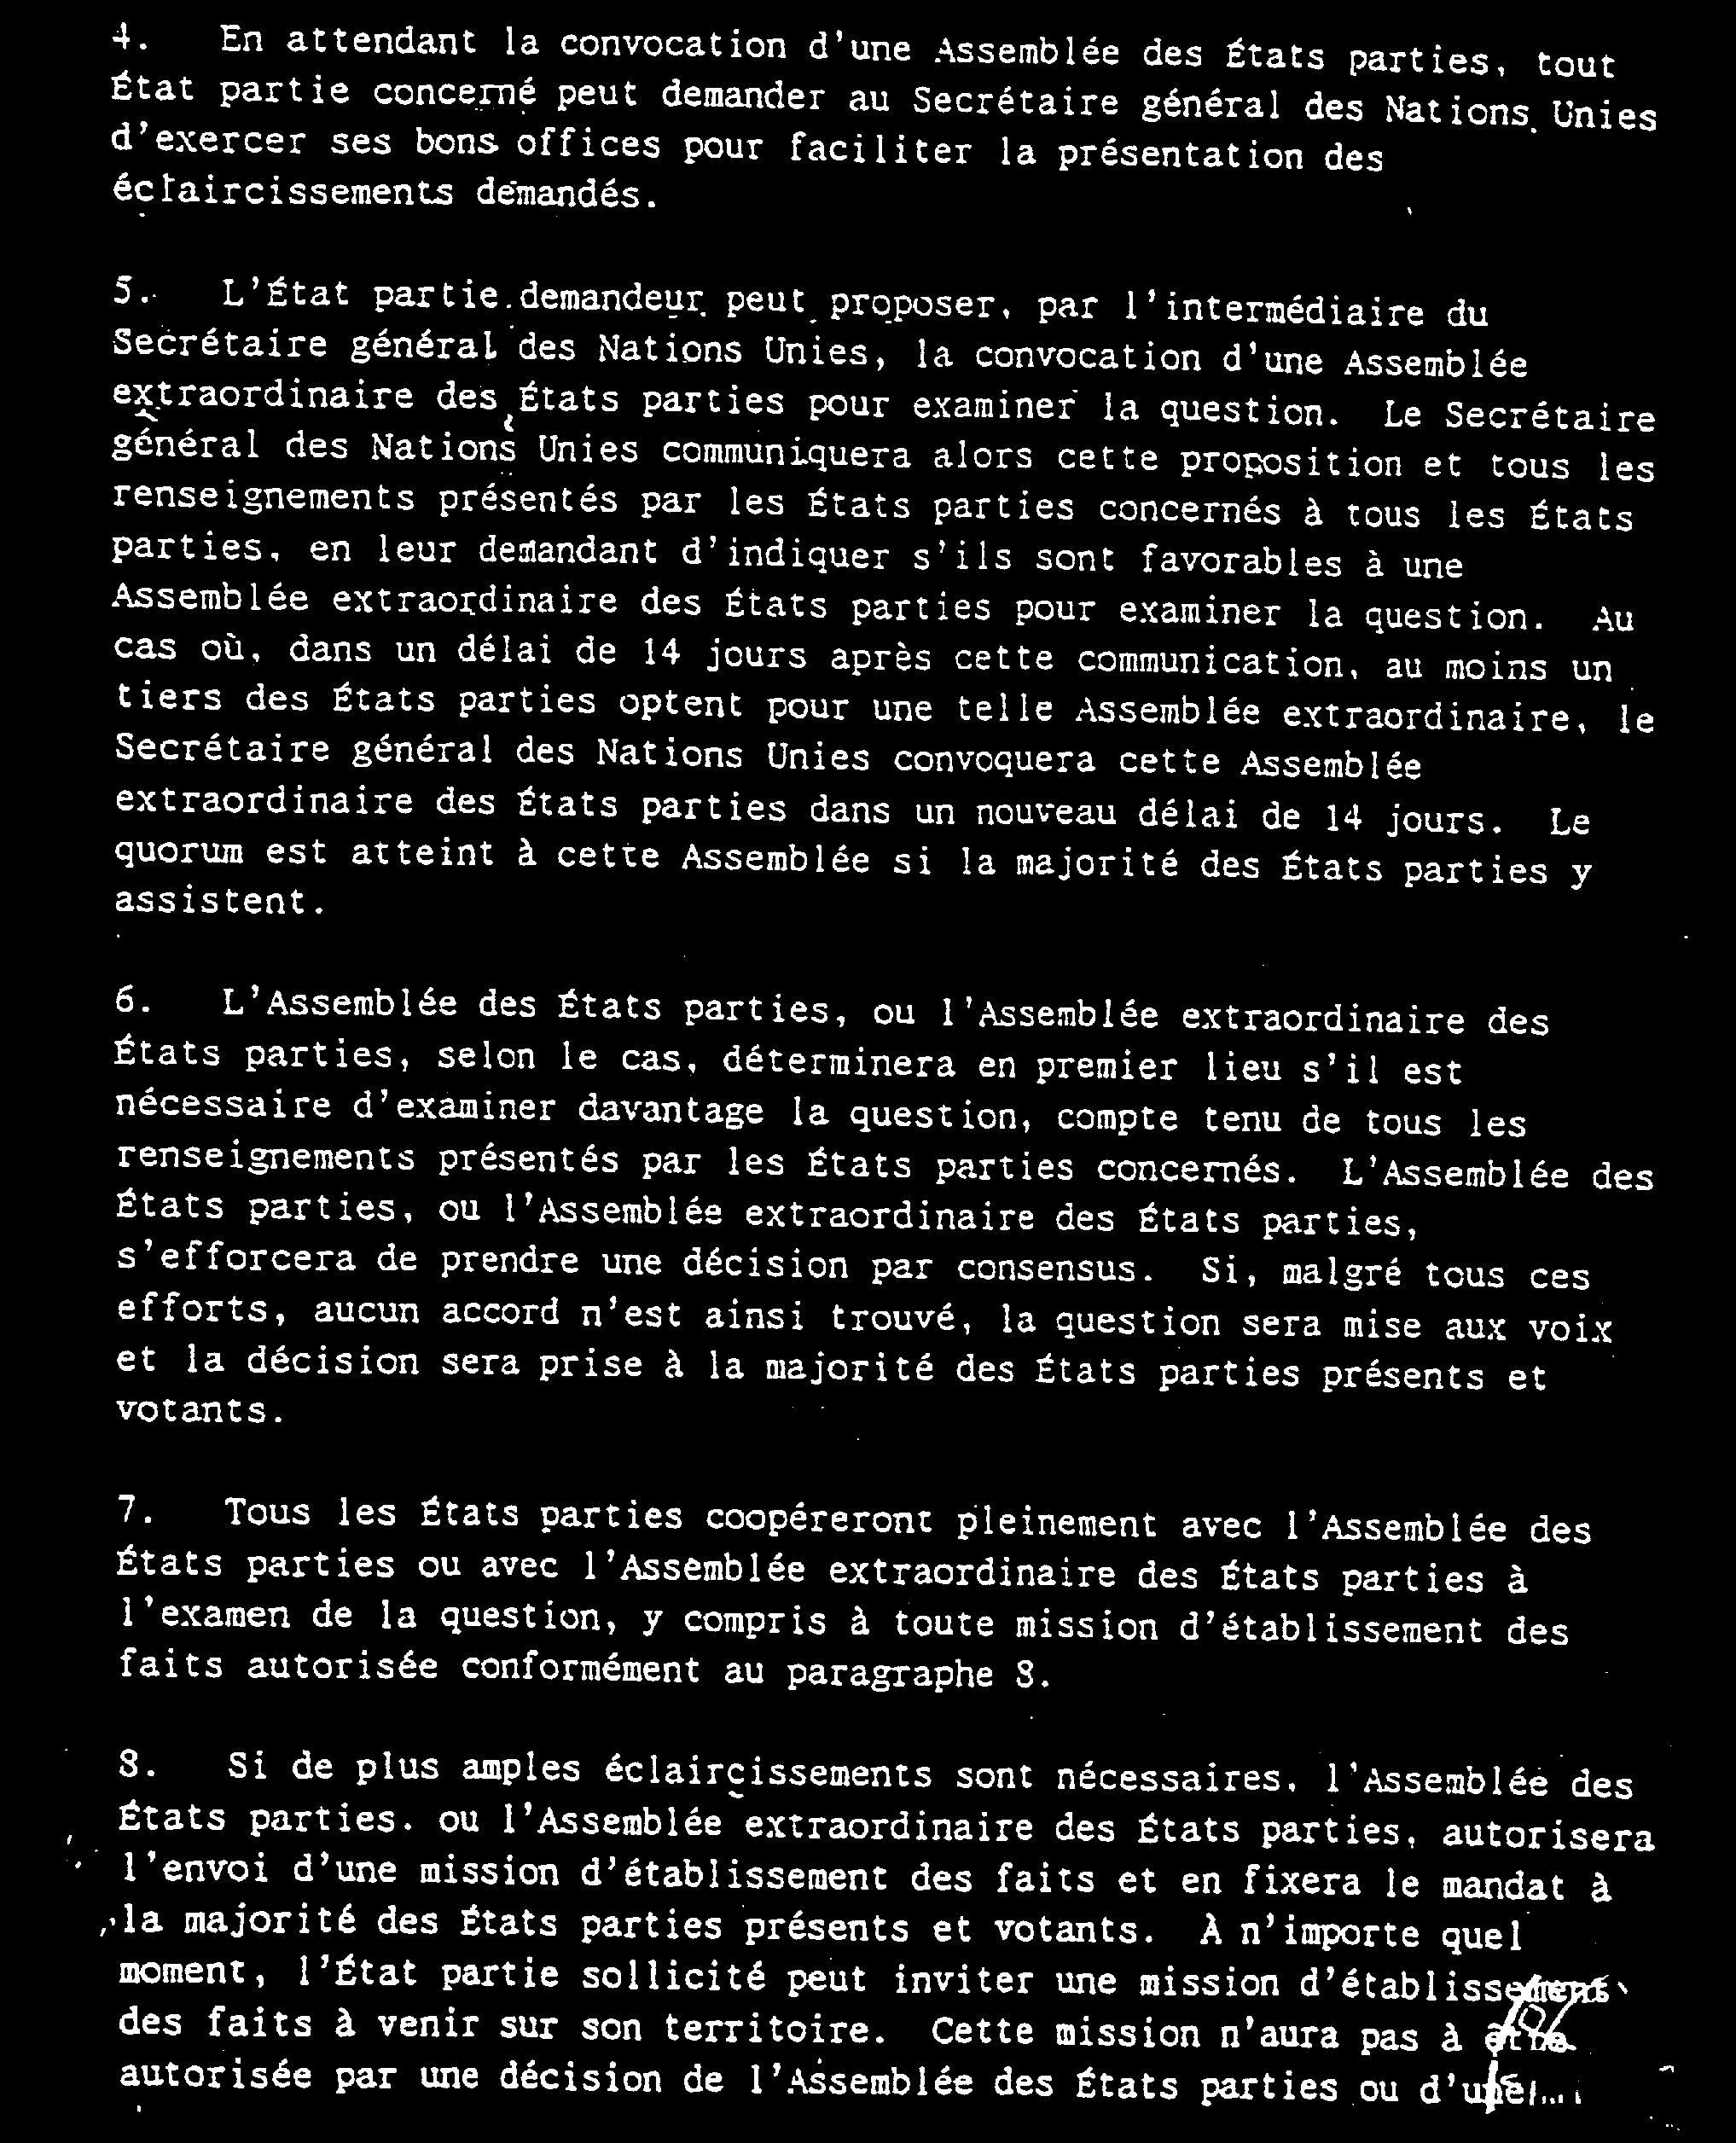 4. En attendant la convocation d'une Assemblée des États parties, tout
État partie concerné peut demander au Secrétaire général des Nations Unies
d'exercer ses bons offices pour faciliter la présentation des
éclaircissements demandés.
5. L'État partie demandeur peut proposer, par l'intermédiaire du
Secrétaire général des Nations Unies, la convocation d'une Assemblée
extraordinaire des États parties pour examiner la question. Le Secrétaire
général des Nations Unies communiquera alors cette proposition et tous les
renseignements présentés par les États parties concernés à tous les États
parties, en leur demandant d'indiquer s'ils sont favorables à une
Assemblée extraordinaire des États parties pour examiner la question. Au
cas où, dans un délai de 14 jours après cette communication, au moins un
tiers des États parties optent pour une telle Assemblée extraordinaire, le
Secrétaire général des Nations Unies convoquera cette Assemblée
extraordinaire des États parties dans un nouveau délai de 14 jours. Le
quorum est atteint à cette Assemblée si la majorité des États parties y
assistent.
6. L'Assemblée des États parties, ou l'Assemblée extraordinaire des
États parties, selon le cas, déterminera en premier lieu s'il est
nécessaire d'examiner davantage la question, compte tenu de tous les
renseignements présentés par les États parties concernés. L'Assemblée des
États parties, ou l'Assemblée extraordinaire des États parties,
s'efforcera de prendre une décision par consensus. Si, malgré tous ces
efforts, aucun accord n'est ainsi trouvé, la question sera mise aux voix
et la décision sera prise à la majorité des États parties présents et
votants.
7. Tous les États parties coopéreront pleinement avec l'Assemblée des
États parties ou avec l'Assemblée extraordinaire des États parties à
l'examen de la question, y compris à toute mission d'établissement des
faits autorisée conformément au paragraphe 8.
8. Si de plus amples éclaircissements sont nécessaires, l'Assemblée des
États parties, ou l'Assemblée extraordinaire des États parties, autorisera
l'envoi d'une mission d'établissement des faits et en fixera le mandat à
la majorité des États parties présents et votants. À n'importe quel
moment, l'État partie sollicité peut inviter une mission d'établissement
des faits à venir sur son territoire. Cette mission n'aura pas à être
autorisée par une décision de l'Assemblée des États parties ou d'une